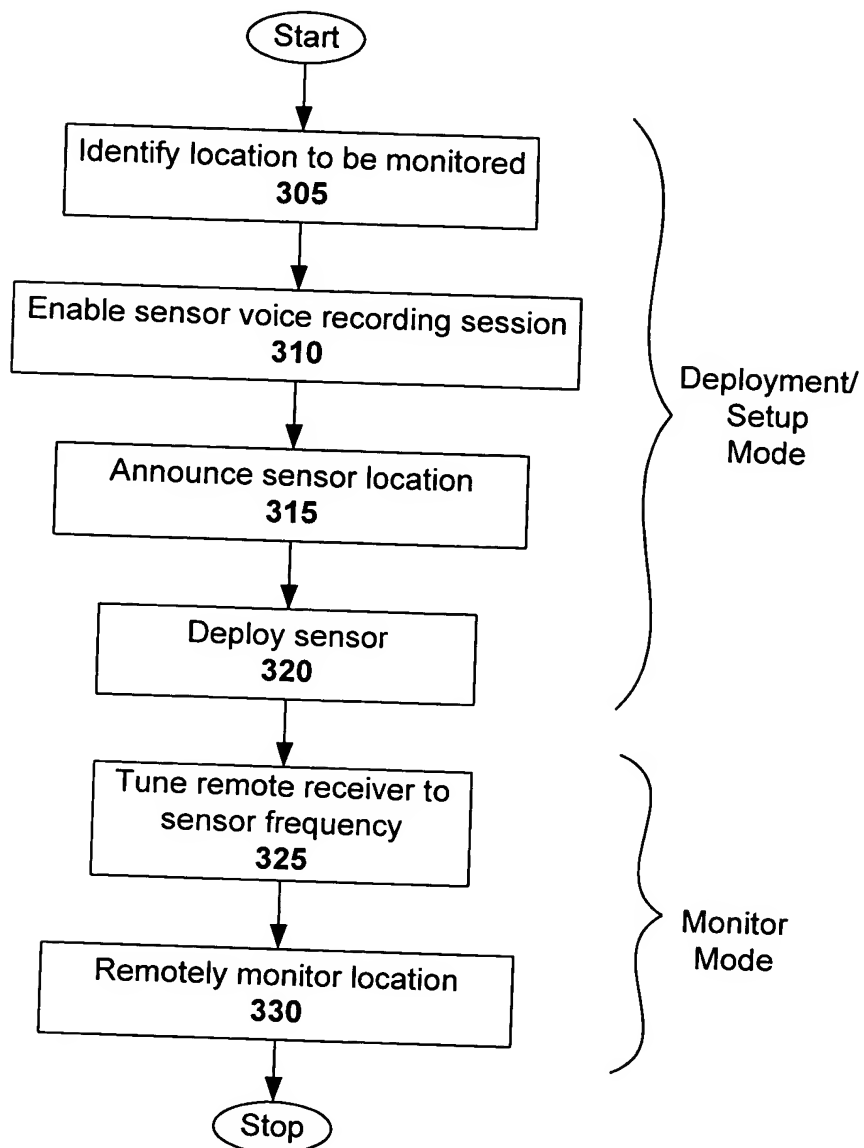 Start
Identify location to be monitored
305
Enable sensor voice recording session
310
Announce sensor location
315
Deploy sensor
320
Deployment/
Setup
Mode
Tune remote receiver to
sensor frequency
325
Remotely monitor location
330
Monitor
Mode
Stop